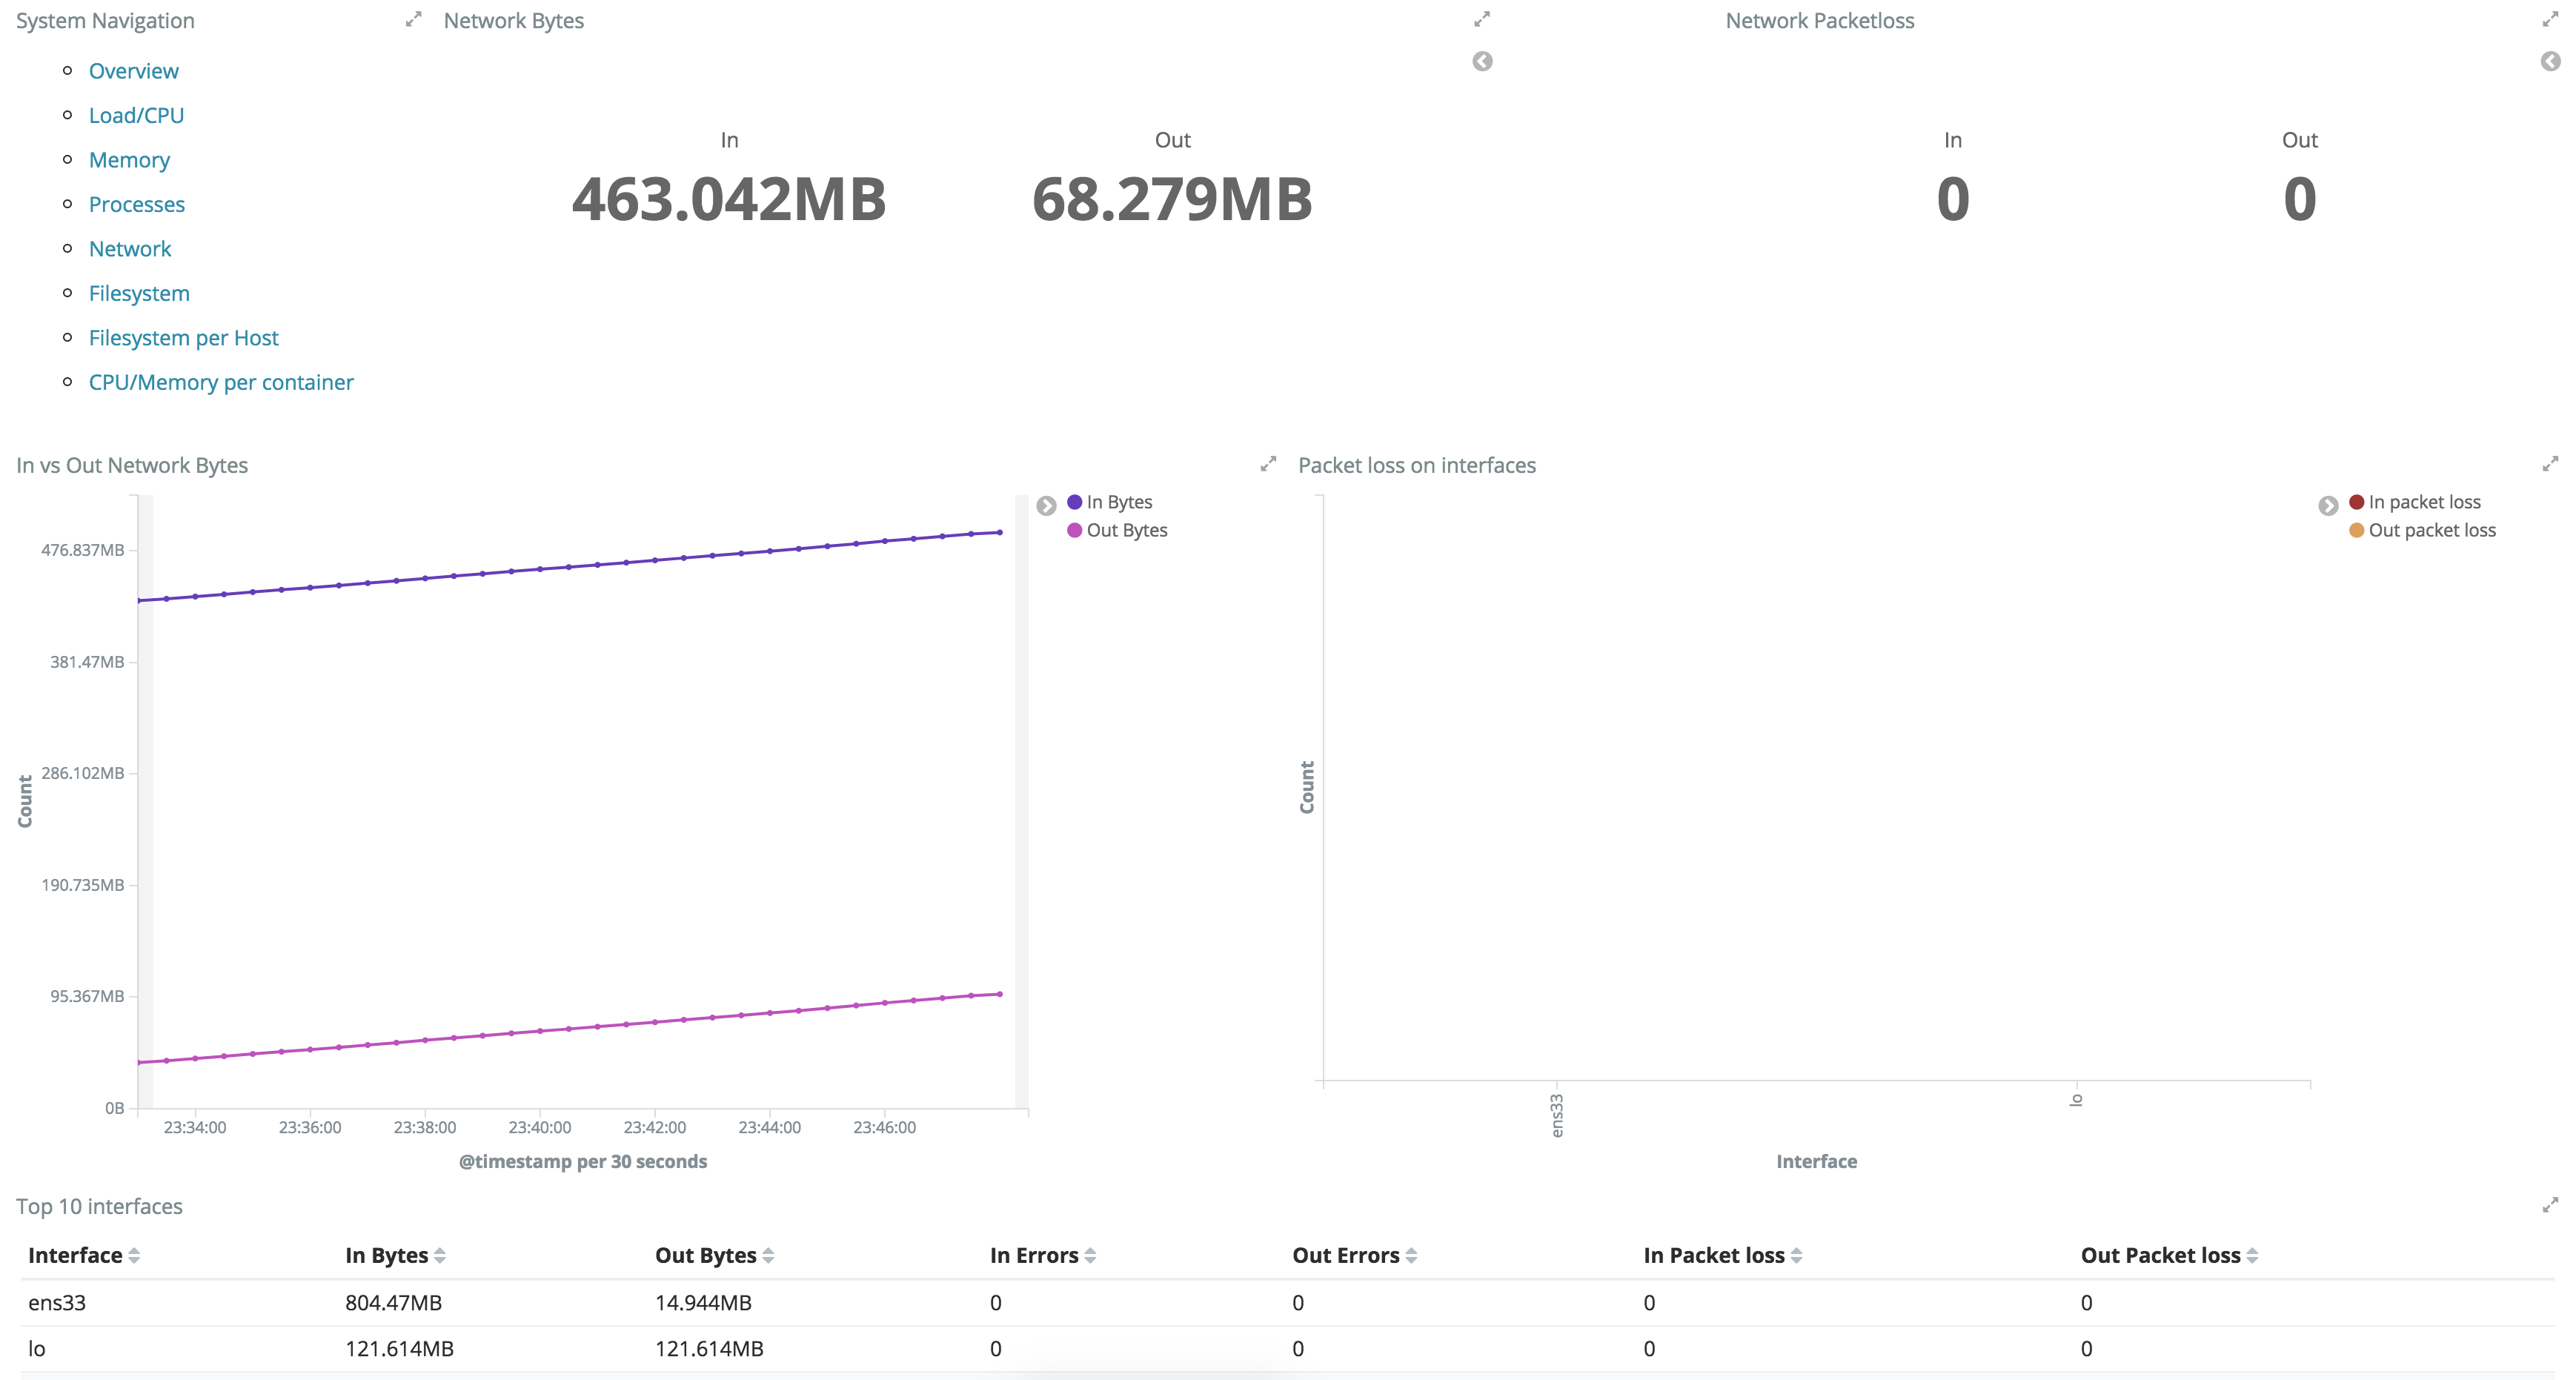 System Navigation
Overview
Load/CPU
Memory
Processes
Network
Filesystem
Filesystem per Host
CPU/Memory per container
Network Bytes
In
463.042MB
Out
68.279MB
Network Packetloss
In
0
Out
0
In vs Out Network Bytes
In Bytes
Out Bytes
476.837MB
381.47MB
286.102MB
190.735MB
95.367MB
0B
Count
23:34:00 23:36:00 23:38:00 23:40:00 23:42:00 23:44:00 23:46:00
@timestamp per 30 seconds
Packet loss on interfaces
In packet loss
Out packet loss
Count
ens33 lo
Interface
Top 10 interfaces
Interface In Bytes Out Bytes In Errors Out Errors In Packet loss Out Packet loss
ens33 804.47MB 14.944MB 0 0 0 0
lo 121.614MB 121.614MB 0 0 0 0